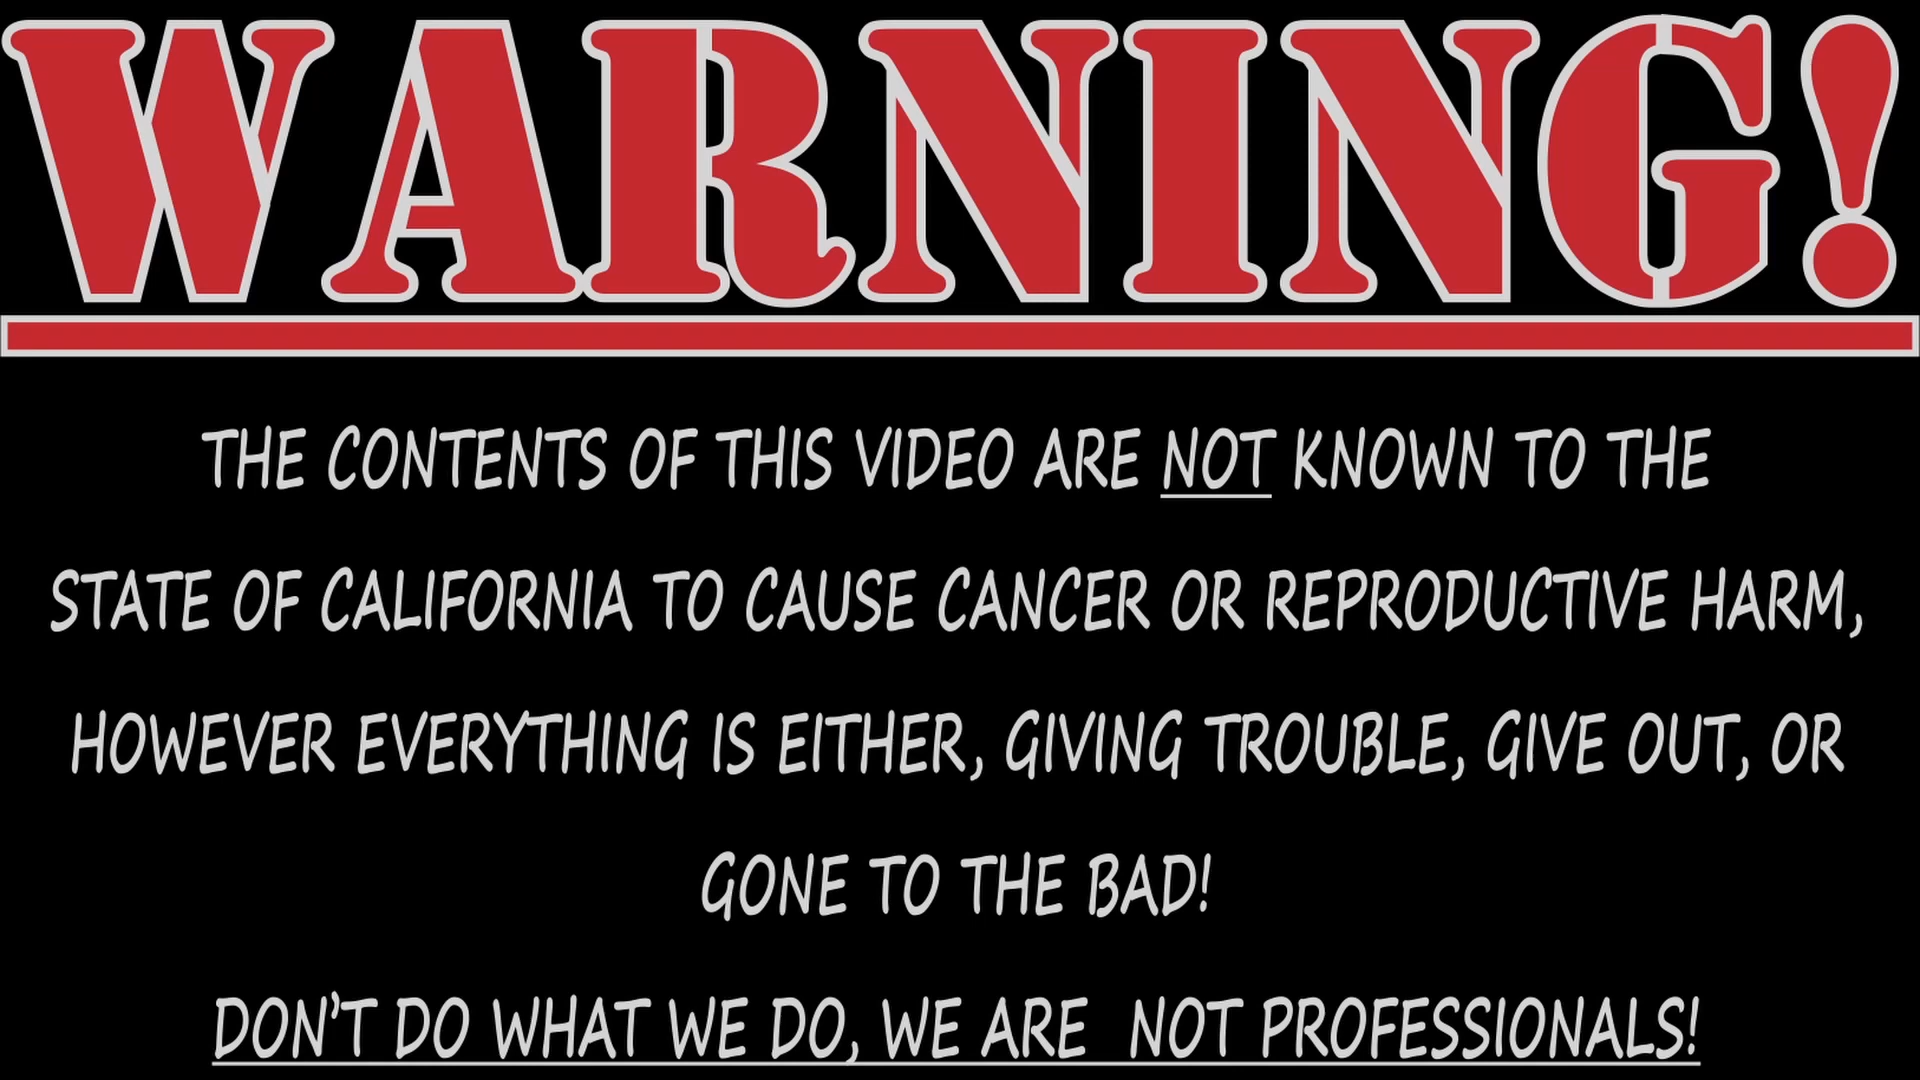 WARNING!
THE CONTENTS OF THIS VIDEO ARE NOT KNOWN TO THE
STATE OF CALIFORNIA TO CAUSE CANCER OR REPRODUCTIVE HARM,
HOWEVER EVERYTHING IS EITHER, GIVING TROUBLE, GIVE OUT, OR
GONE TO THE BAD!
DON'T DO WHAT WE DO, WE ARE  NOT PROFESSIONALS!